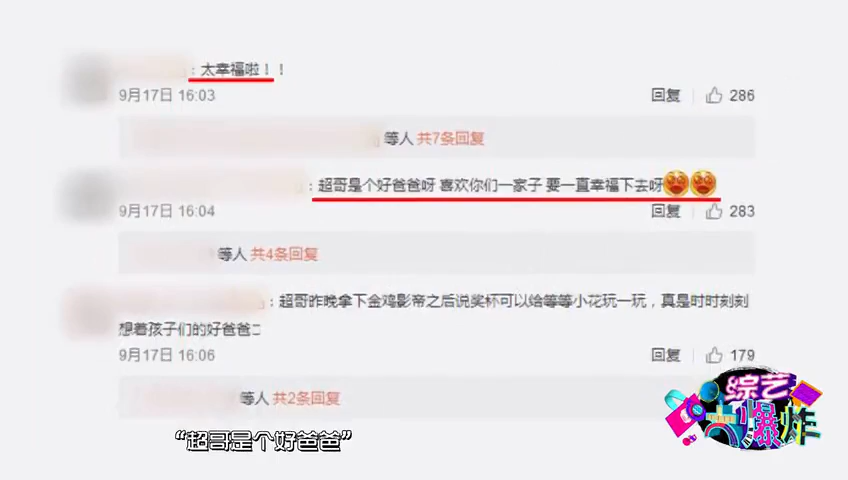 ：太幸福啦！！
9月17日 16:03
回复
286
等人 共7条回复
：超哥是个好爸爸呀 喜欢你们一家子 要一直幸福下去呀
9月17日 16:04
回复
283
等人 共4条回复
：超哥昨晚拿下金鸡影帝之后说奖杯可以给等等小花玩一玩，真是时时刻刻
想着孩子们的好爸爸
9月17日 16:06
回复
179
等人 共2条回复
综艺
大爆炸
“超哥是个好爸爸”